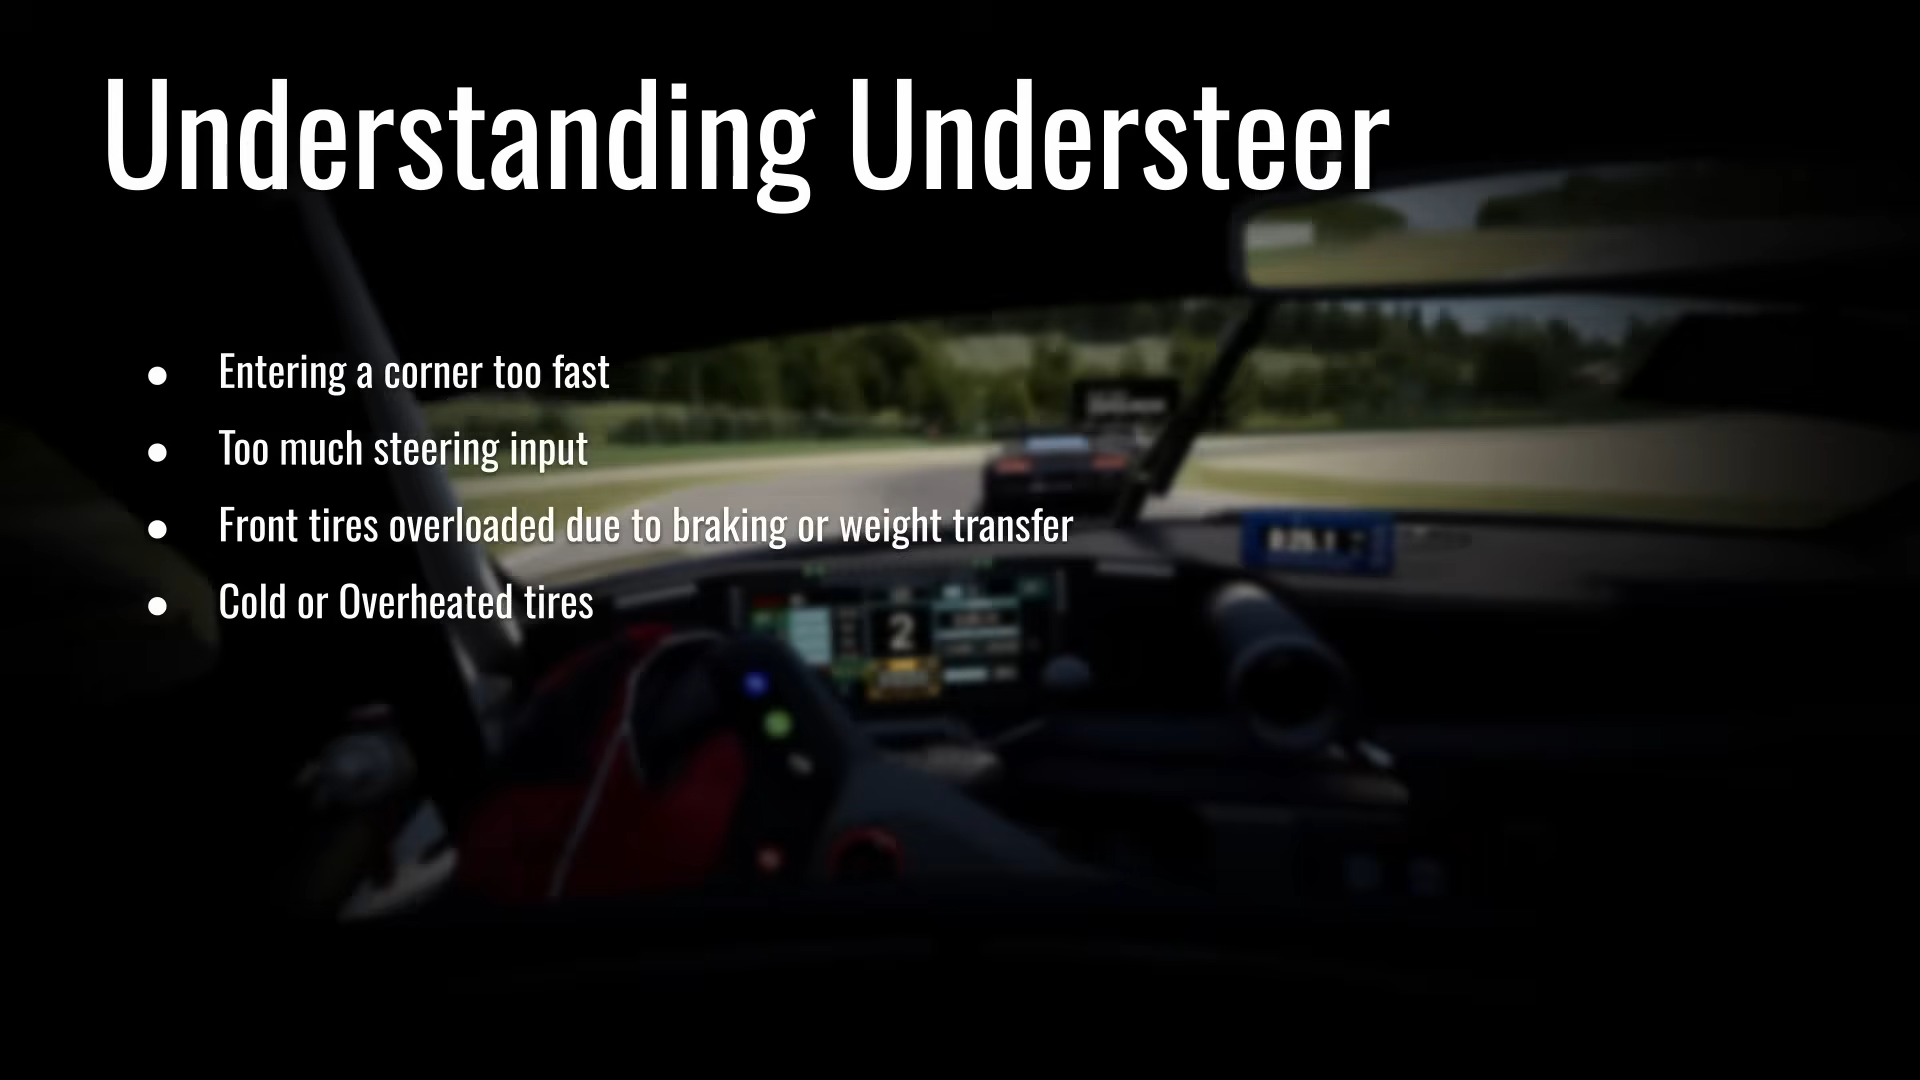 Understanding Understeer
● Entering a corner too fast
● Too much steering input
● Front tires overloaded due to braking or weight transfer
● Cold or Overheated tires
2